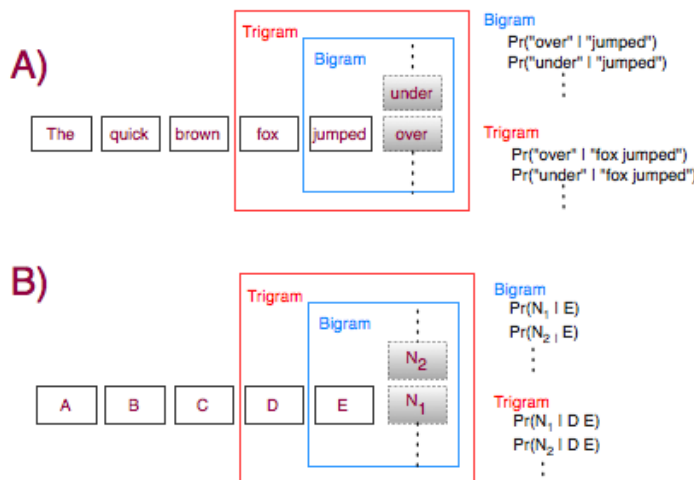 A)
Trigram
Bigram
under
The quick brown fox jumped over
Bigram
Pr("over" | "jumped")
Pr("under" | "jumped")
Trigram
Pr("over" | "fox jumped")
Pr("under" | "fox jumped")
B)
Trigram
Bigram
N₂
A B C D E N₁
Bigram
Pr(N₁ | E)
Pr(N₂ | E)
Trigram
Pr(N₁ | D E)
Pr(N₂ | D E)